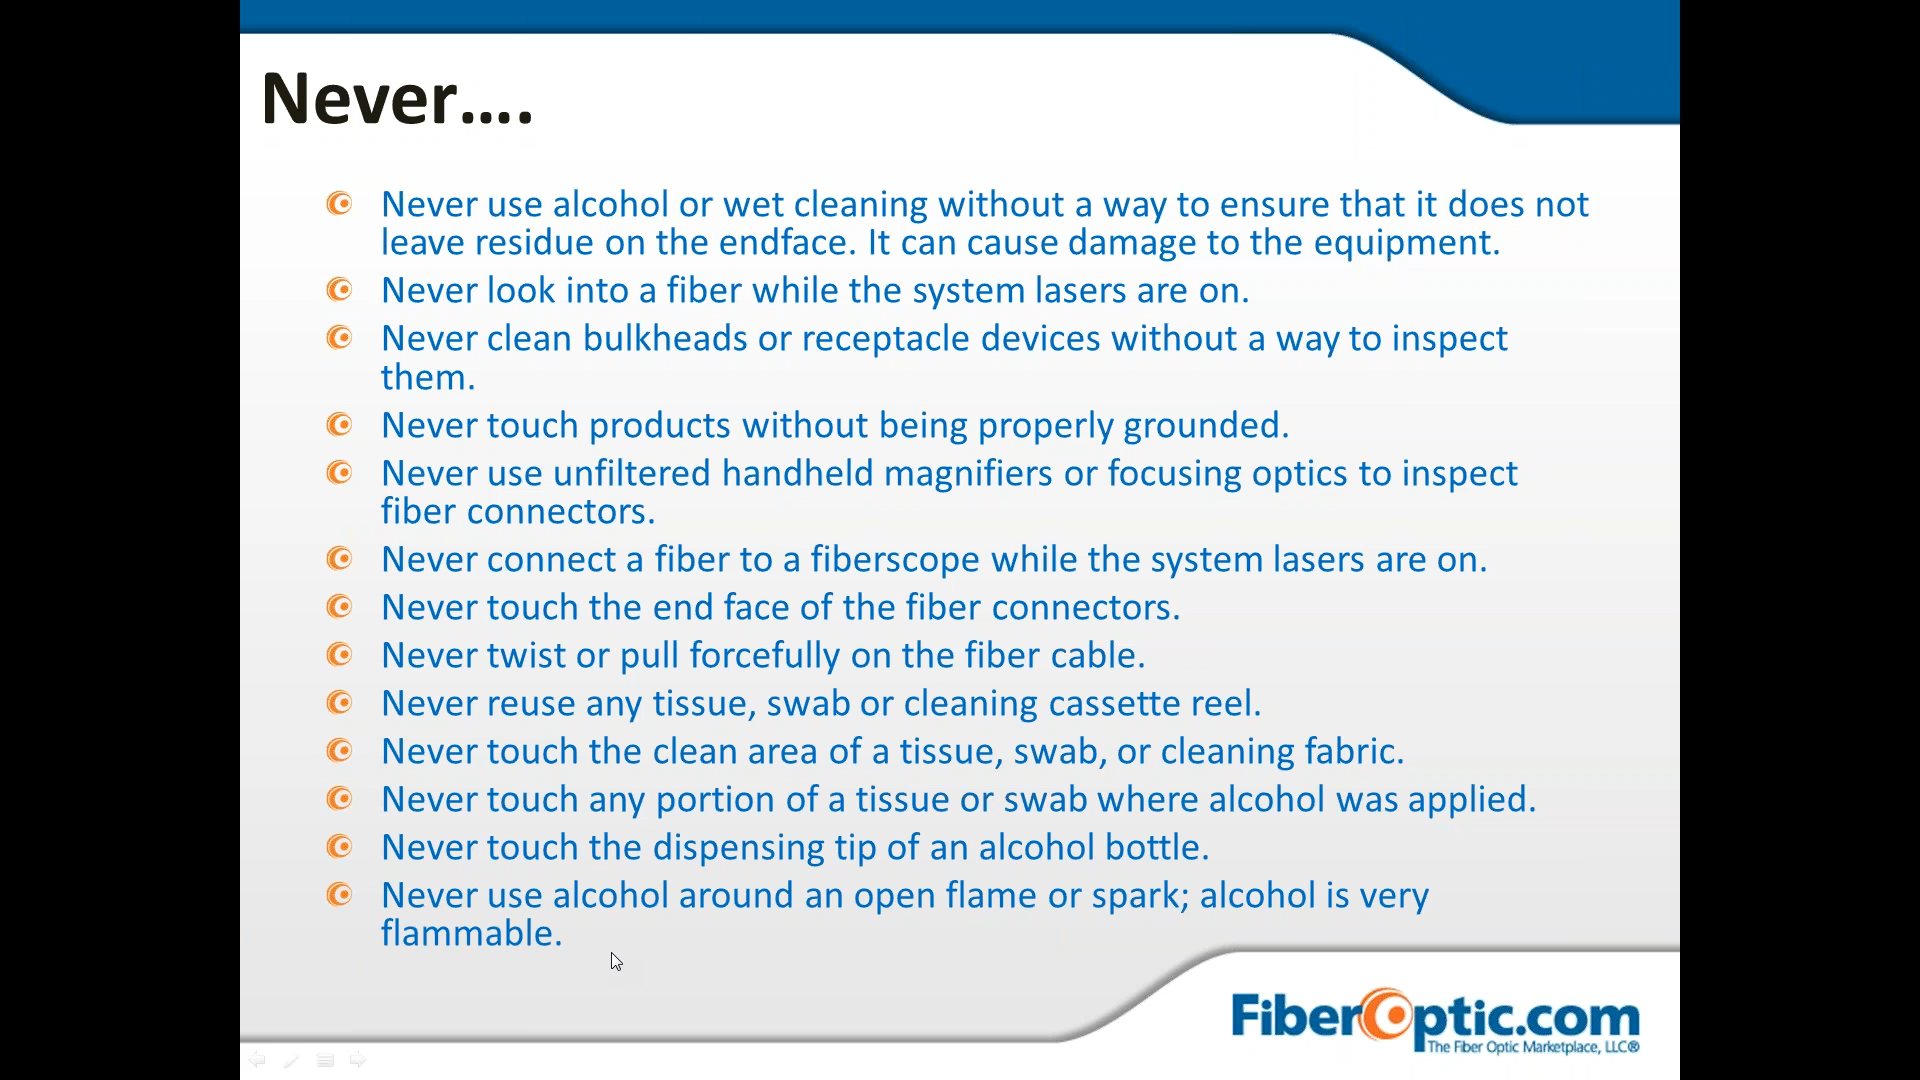 Never....
Never use alcohol or wet cleaning without a way to ensure that it does not
leave residue on the endface. It can cause damage to the equipment.
Never look into a fiber while the system lasers are on.
Never clean bulkheads or receptacle devices without a way to inspect
them.
Never touch products without being properly grounded.
Never use unfiltered handheld magnifiers or focusing optics to inspect
fiber connectors.
Never connect a fiber to a fiberscope while the system lasers are on.
Never touch the end face of the fiber connectors.
Never twist or pull forcefully on the fiber cable.
Never reuse any tissue, swab or cleaning cassette reel.
Never touch the clean area of a tissue, swab, or cleaning fabric.
Never touch any portion of a tissue or swab where alcohol was applied.
Never touch the dispensing tip of an alcohol bottle.
Never use alcohol around an open flame or spark; alcohol is very
flammable.
FiberOptic.com
The Fiber Optic Marketplace, LLC®